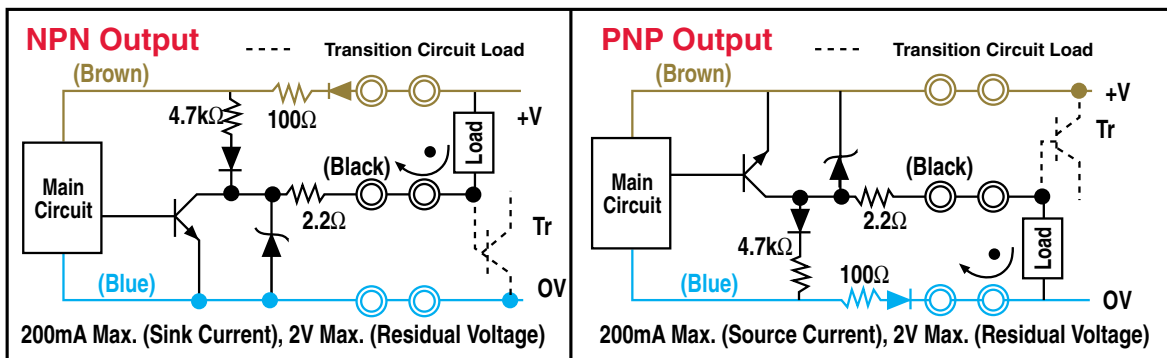 NPN Output
Transition Circuit Load
(Brown)
4.7kΩ
100Ω
+V
Load
(Black)
Main
Circuit
2.2Ω
Tr
(Blue)
OV
200mA Max. (Sink Current), 2V Max. (Residual Voltage)
PNP Output
Transition Circuit Load
(Brown)
+V
Tr
(Black)
Main
Circuit
2.2Ω
4.7kΩ
Load
(Blue)
100Ω
OV
200mA Max. (Source Current), 2V Max. (Residual Voltage)